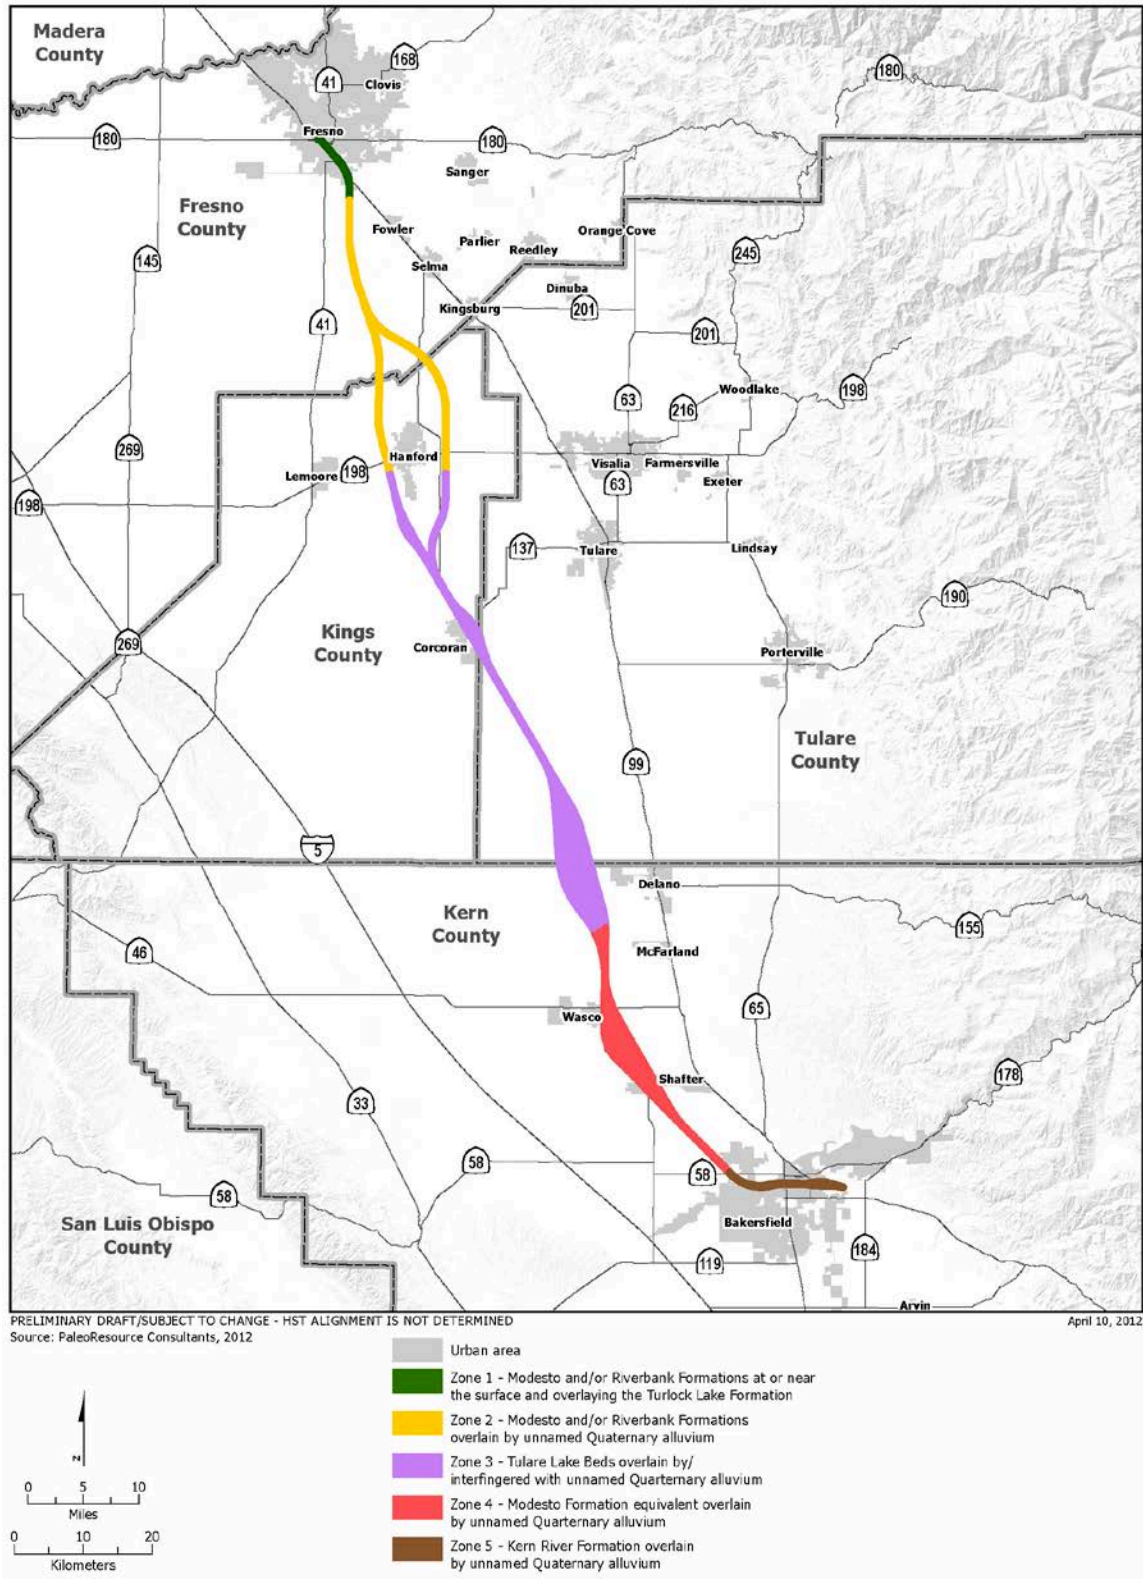 Madera
County
168
41
Clovis
180
Fresno
180
180
Sanger
Fresno
County
Fowler
Parlier
Orange Cove
Reedley
245
145
Selma
Dinuba
Kingsburg
201
41
201
Woodlake
198
63
216
269
Hanford
Lemoore
198
Visalia
Farmersville
63
Exeter
198
137
Tulare
Lindsay
190
Kings
County
269
Corcoran
Porterville
Tulare
County
99
5
Delano
Kern
County
155
46
McFarland
65
Wasco
Shafter
178
33
58
58
58
San Luis Obispo
County
Bakersfield
184
119
Arvin
PRELIMINARY DRAFT/SUBJECT TO CHANGE - HST ALIGNMENT IS NOT DETERMINED
April 10, 2012
Source: PaleoResource Consultants, 2012
Urban area
Zone 1 - Modesto and/or Riverbank Formations at or near
the surface and overlaying the Turlock Lake Formation
Zone 2 - Modesto and/or Riverbank Formations
overlain by unnamed Quaternary alluvium
Zone 3 - Tulare Lake Beds overlain by/
interfingered with unnamed Quarternary alluvium
Zone 4 - Modesto Formation equivalent overlain
by unnamed Quarternary alluvium
Zone 5 - Kern River Formation overlain
by unnamed Quaternary alluvium
N
0 5 10
Miles
0 10 20
Kilometers